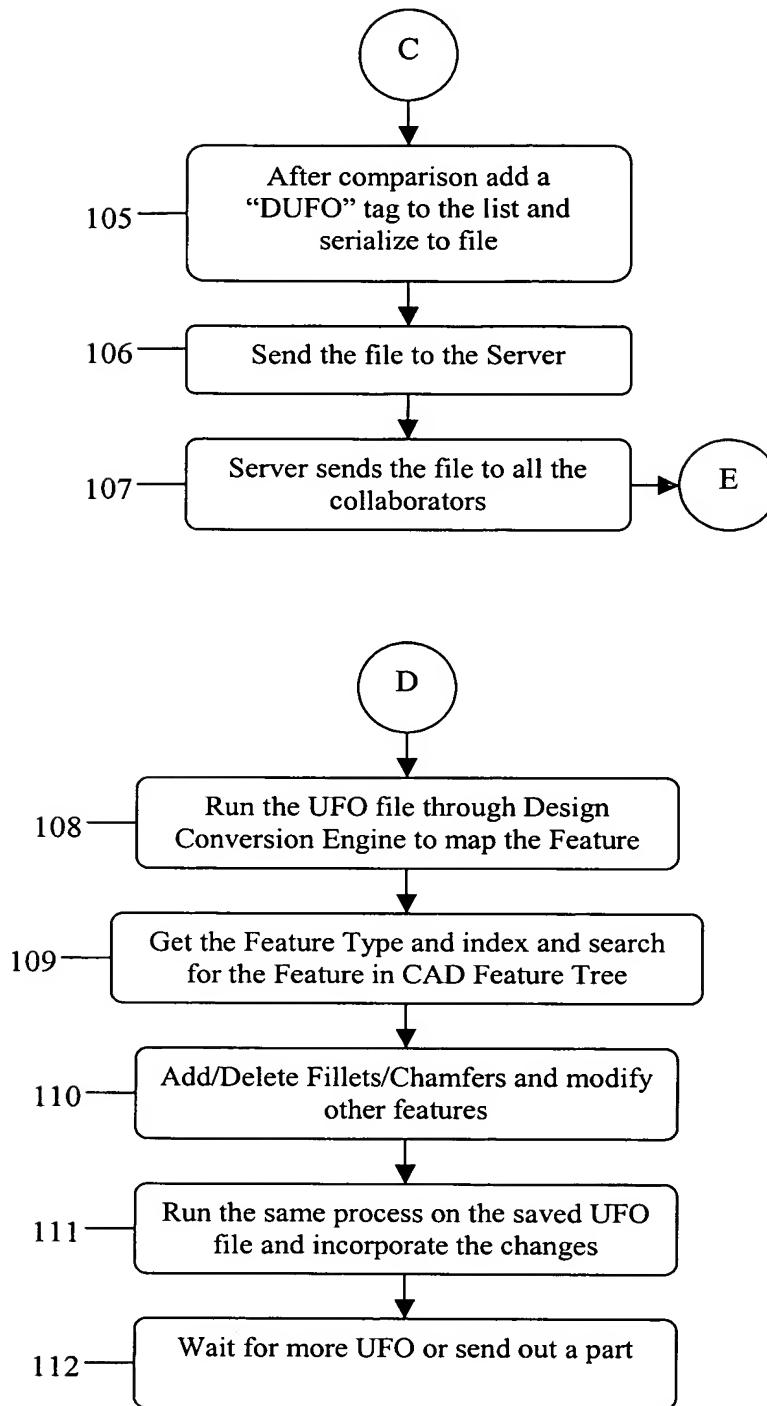 C
105
After comparison add a
“DUFO” tag to the list and
serialize to file
106
Send the file to the Server
107
Server sends the file to all the
collaborators
E
D
108
Run the UFO file through Design
Conversion Engine to map the Feature
109
Get the Feature Type and index and search
for the Feature in CAD Feature Tree
110
Add/Delete Fillets/Chamfers and modify
other features
111
Run the same process on the saved UFO
file and incorporate the changes
112
Wait for more UFO or send out a part